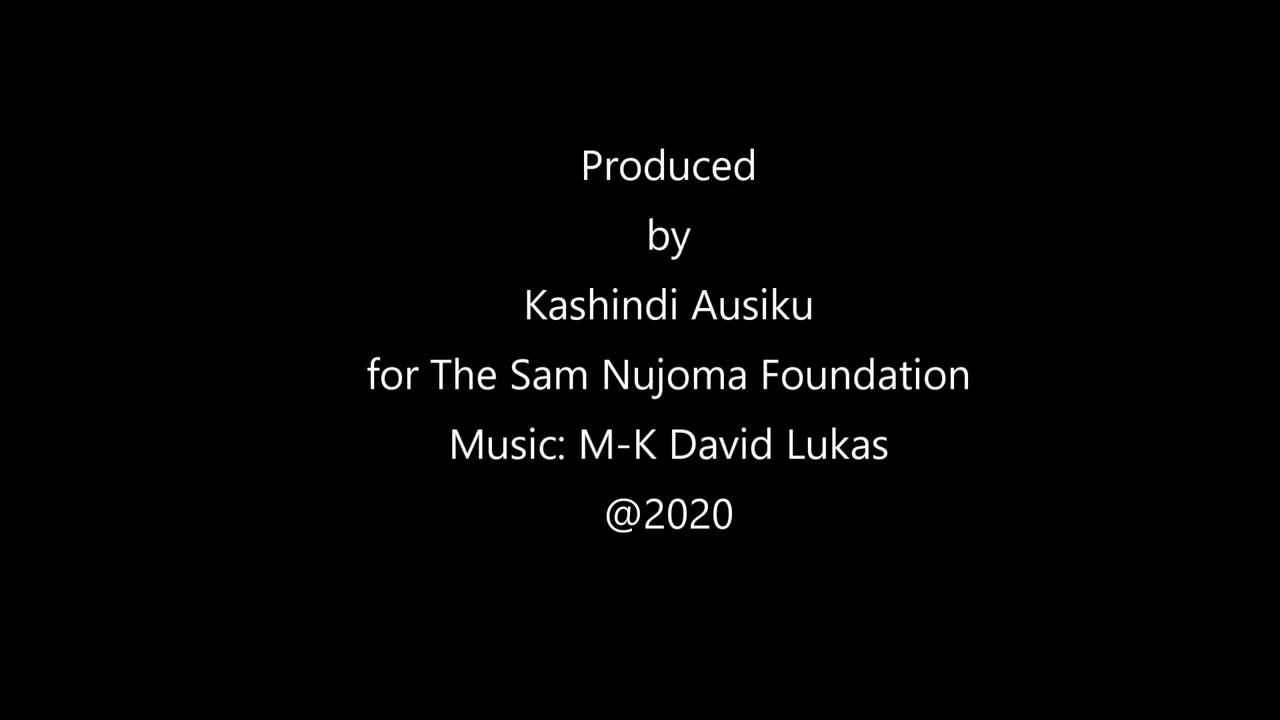 Produced
by
Kashindi Ausiku
for The Sam Nujoma Foundation
Music: M-K David Lukas
@2020